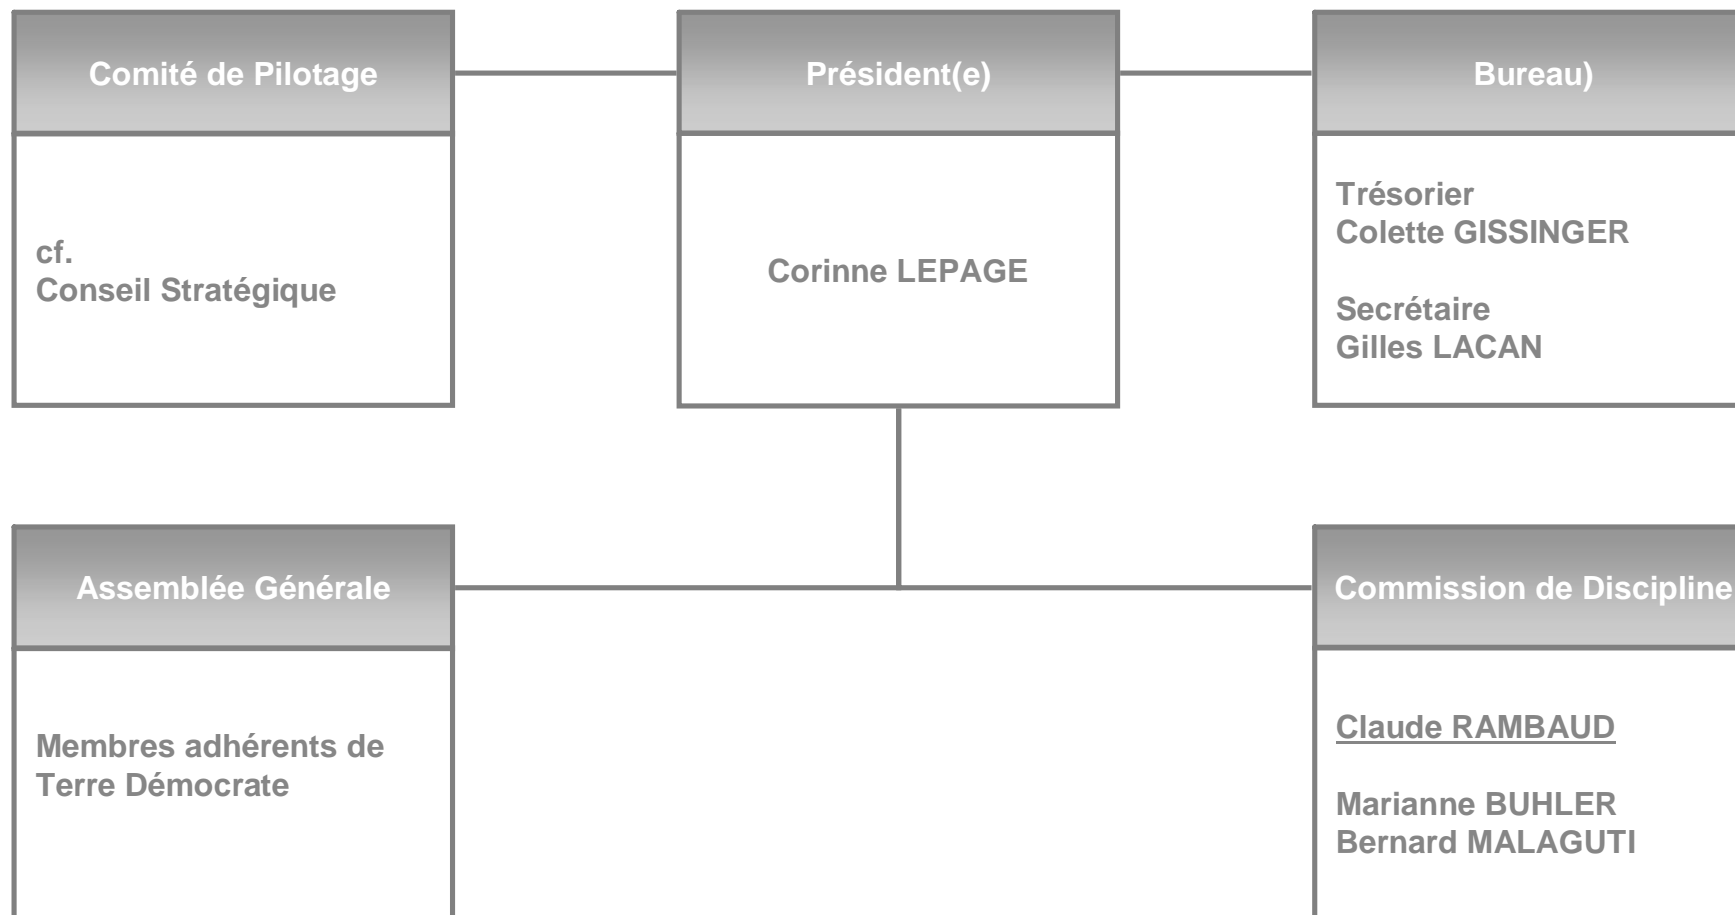 Comité de Pilotage
cf.
Conseil Stratégique
Président(e)
Corinne LEPAGE
Bureau)
Trésorier
Colette GISSINGER
Secrétaire
Gilles LACAN
Assemblée Générale
Membres adhérents de
Terre Démocrate
Commission de Discipline
Claude RAMBAUD
Marianne BUHLER
Bernard MALAGUTI